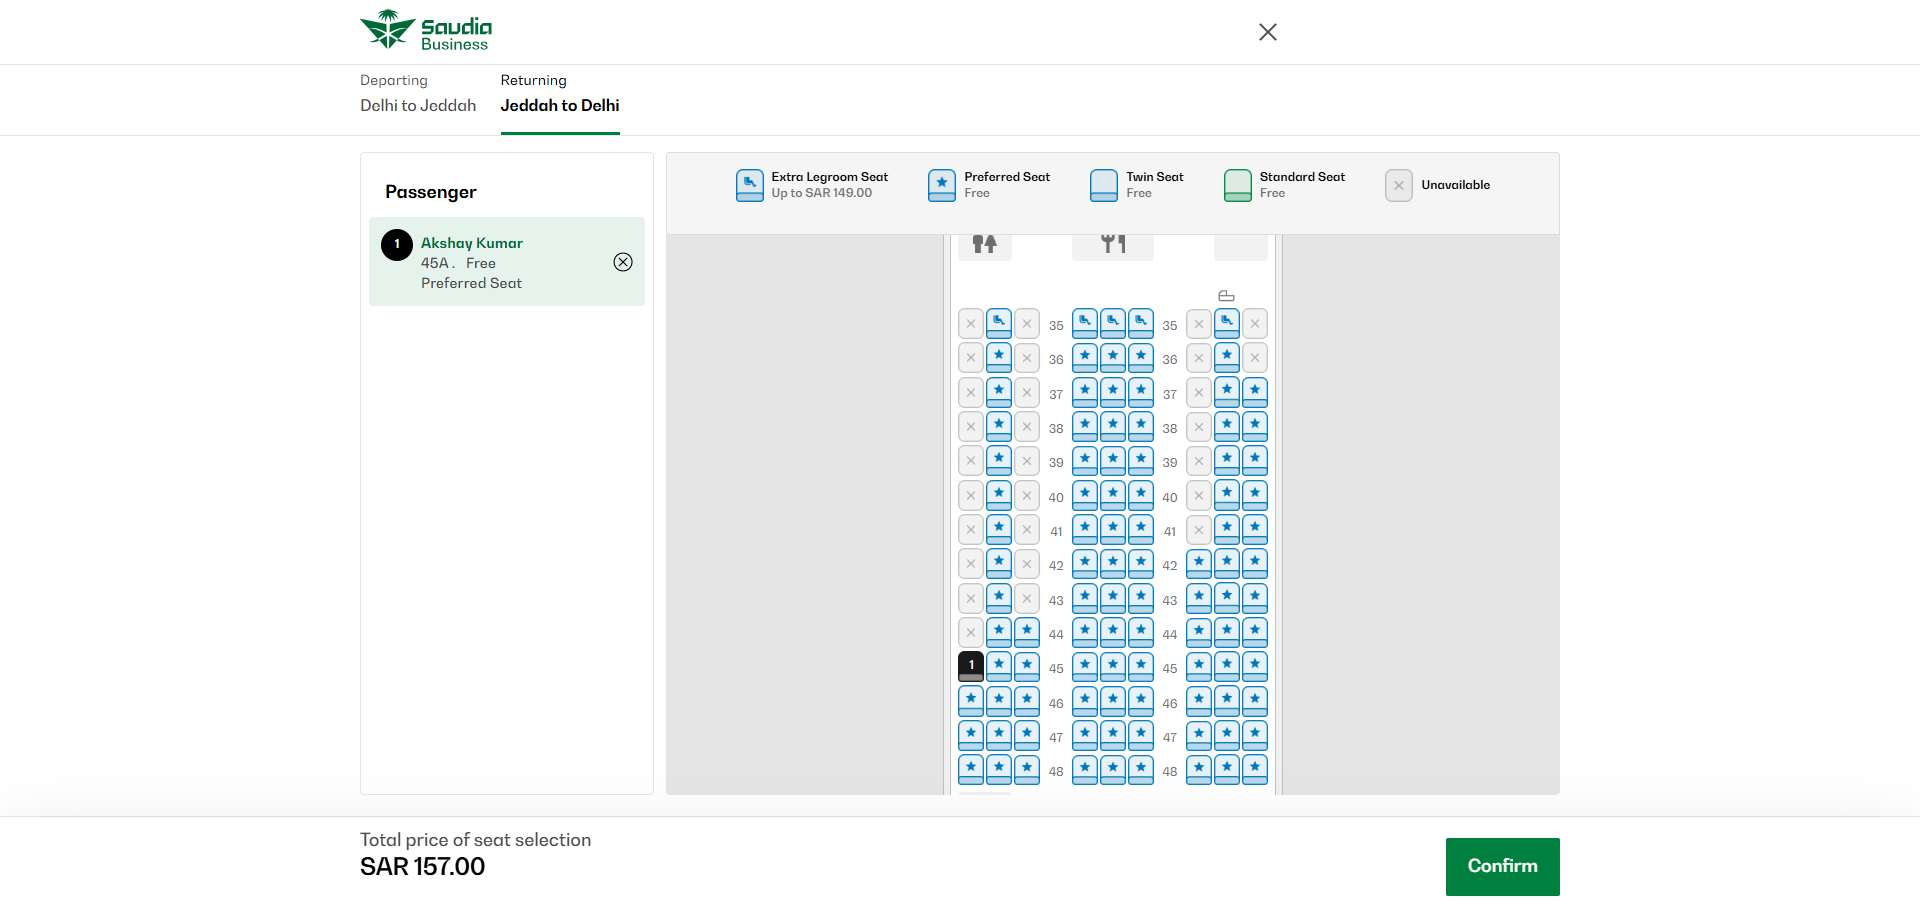 Saudia
Business
Departing
Delhi to Jeddah
Returning
Jeddah to Delhi
Passenger
1
Akshay Kumar
45A . Free
Preferred Seat
Extra Legroom Seat
Up to SAR 149.00
Preferred Seat
Free
Twin Seat
Free
Standard Seat
Free
Unavailable
35 35
36 36
37 37
38 38
39 39
40 40
41 41
42 42
43 43
44 44
1 45 45
46 46
47 47
48 48
Total price of seat selection
SAR 157.00
Confirm